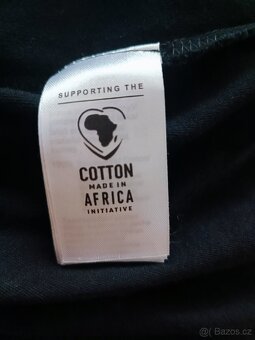 SUPPORTING THE
COTTON
MADE IN
AFRICA
INITIATIVE
© Bazos.cz